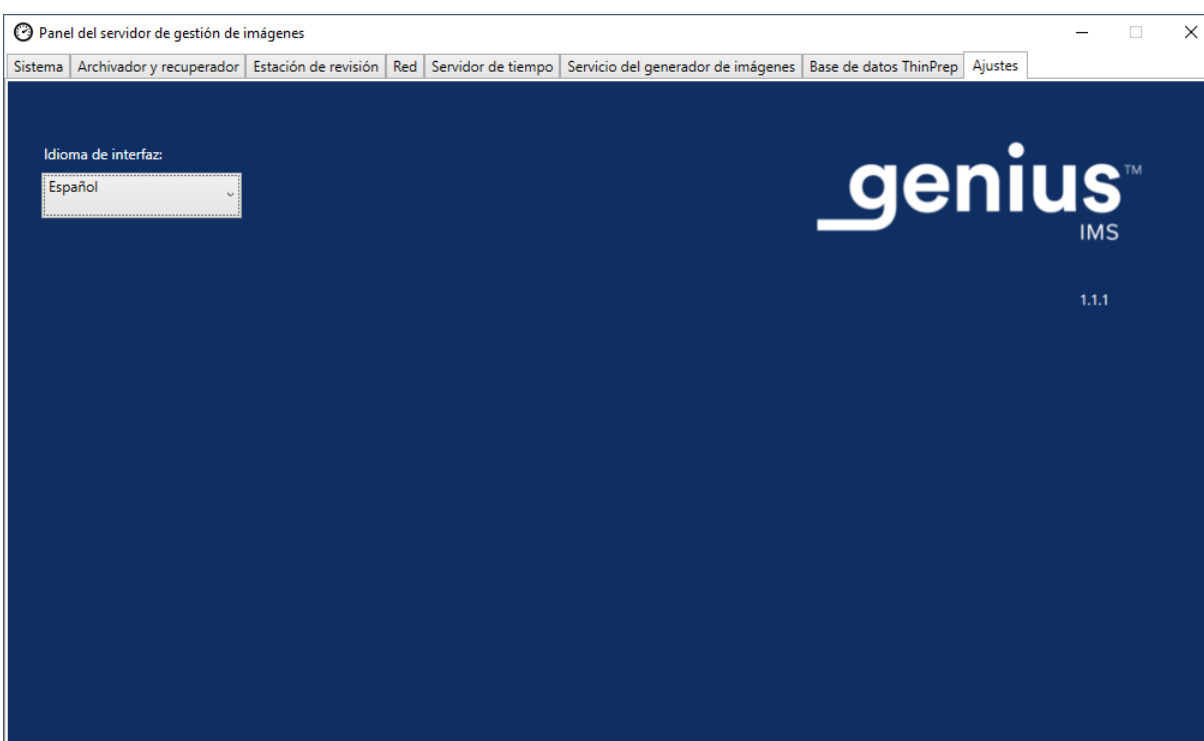 Panel del servidor de gestión de imágenes
Sistema Archivador y recuperador Estación de revisión Red Servidor de tiempo Servicio del generador de imágenes Base de datos ThinPrep Ajustes
Idioma de interfaz:
Español
genius™
IMS
1.1.1